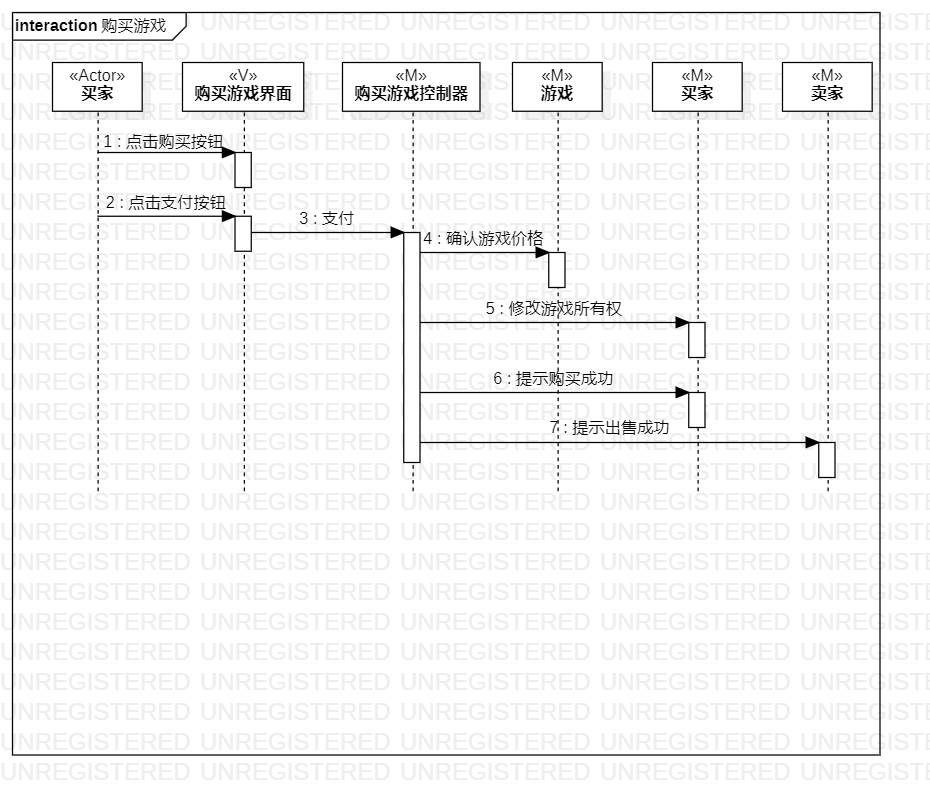 interaction 购买游戏
«Actor»
买家
«V»
购买游戏界面
«M»
购买游戏控制器
«M»
游戏
«M»
买家
«M»
卖家
1 : 点击购买按钮
2 : 点击支付按钮
3 : 支付
4 : 确认游戏价格
5 : 修改游戏所有权
6 : 提示购买成功
7 : 提示出售成功
UNREGISTERED UNREGISTERED UNREGISTERED UNREGISTERED UNREGISTERED